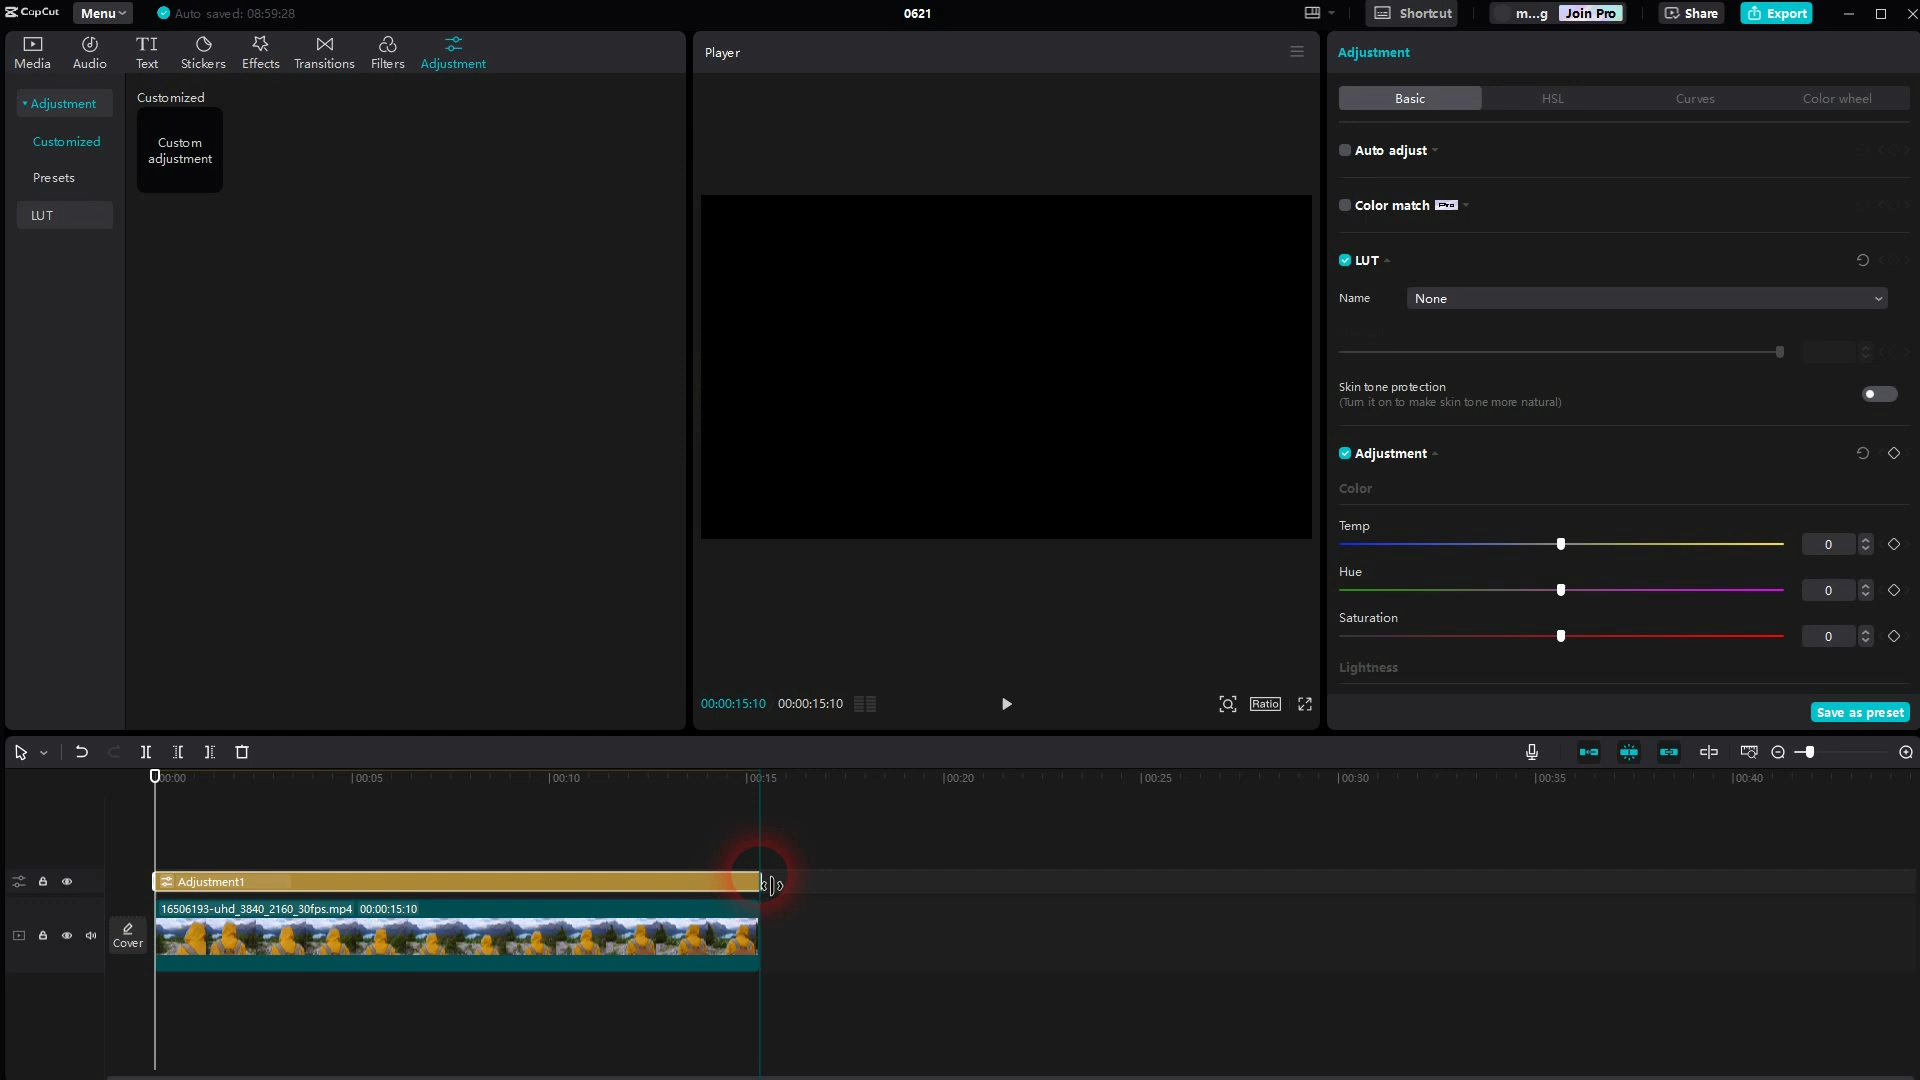 CapCut
Menu
Auto saved: 08:59:28
0621
Shortcut
m...g
Join Pro
Share
Export
Media
Audio
TI
Text
Stickers
Effects
Transitions
Filters
Adjustment
Adjustment
Customized
Presets
LUT
Customized
Custom
adjustment
Player
00:00:15:10
00:00:15:10
Ratio
Adjustment
Basic
HSL
Curves
Color wheel
Auto adjust
Color match
Pro
LUT
Name
None
Skin tone protection
(Turn it on to make skin tone more natural)
Adjustment
Color
Temp
0
Hue
0
Saturation
0
Lightness
Save as preset
00:00
00:05
00:10
00:15
00:20
00:25
00:30
00:35
00:40
Adjustment1
Cover
16506193-uhd_3840_2160_30fps.mp4 00:00:15:10